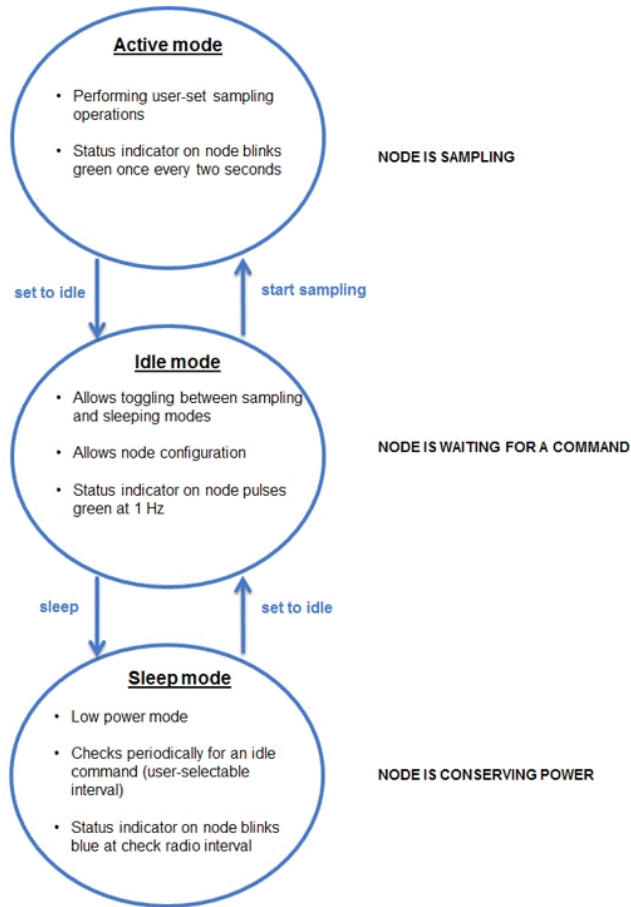 Active mode
• Performing user-set sampling
operations
• Status indicator on node blinks
green once every two seconds
NODE IS SAMPLING
set to idle
start sampling
Idle mode
• Allows toggling between sampling
and sleeping modes
• Allows node configuration
• Status indicator on node pulses
green at 1 Hz
NODE IS WAITING FOR A COMMAND
sleep
set to idle
Sleep mode
• Low power mode
• Checks periodically for an idle
command (user-selectable
interval)
• Status indicator on node blinks
blue at check radio interval
NODE IS CONSERVING POWER